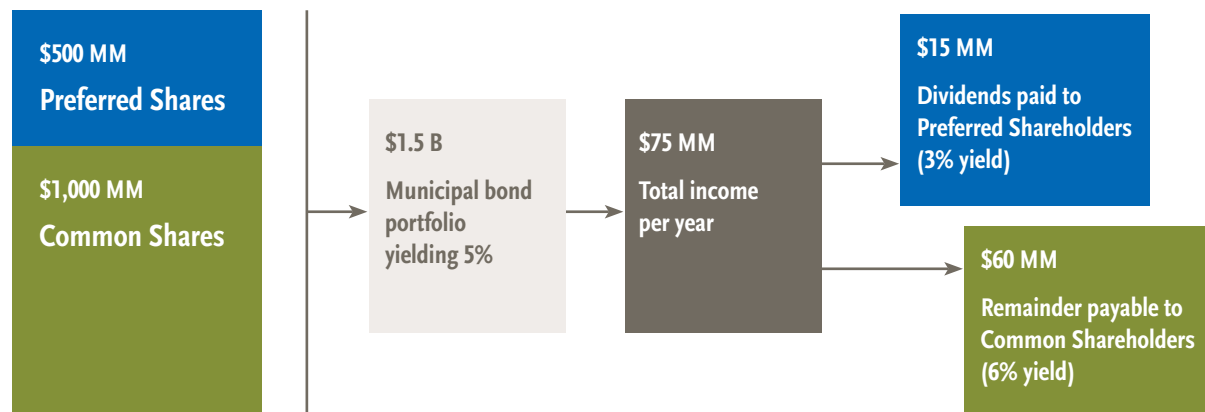 $500 MM
Preferred Shares
$1,000 MM
Common Shares
$1.5 B
Municipal bond
portfolio
yielding 5%
$75 MM
Total income
per year
$15 MM
Dividends paid to
Preferred Shareholders
(3% yield)
$60 MM
Remainder payable to
Common Shareholders
(6% yield)